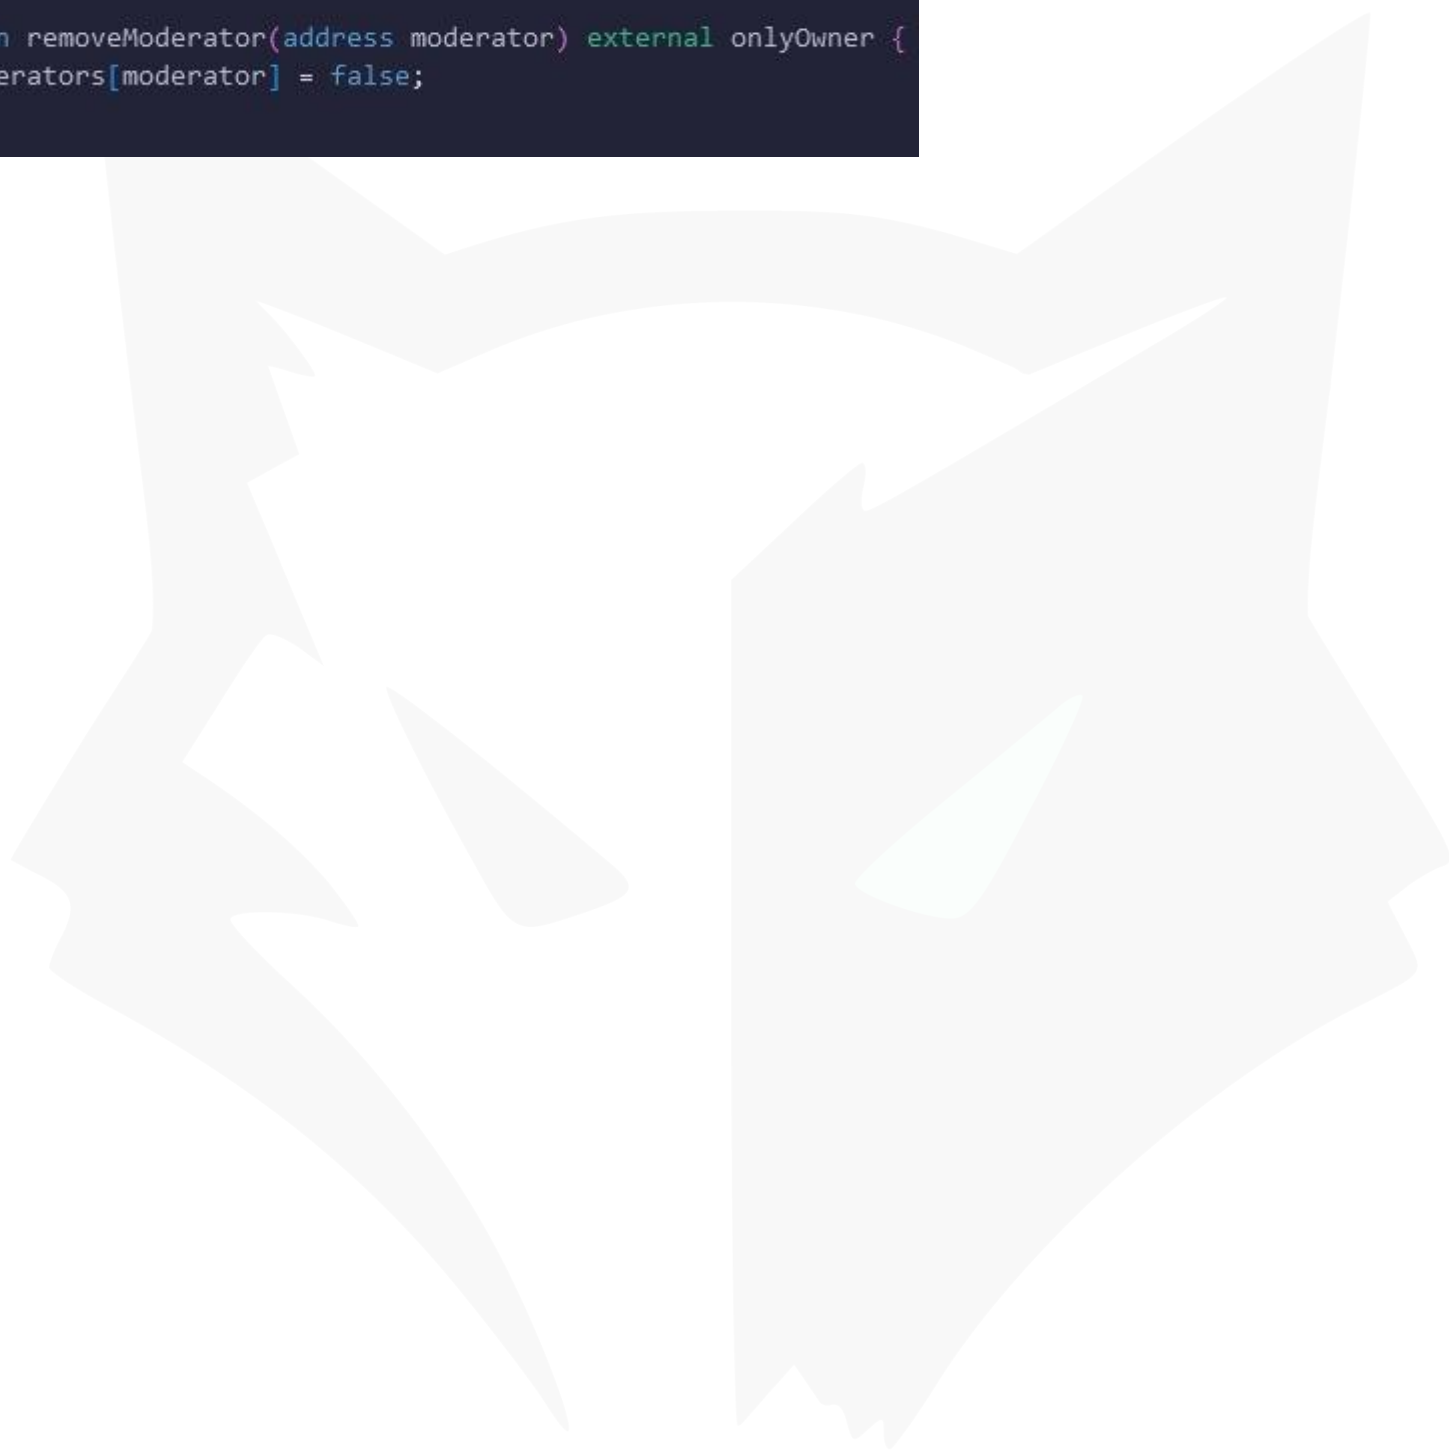 n removeModerator(address moderator) external onlyOwner {
erators[moderator] = false;